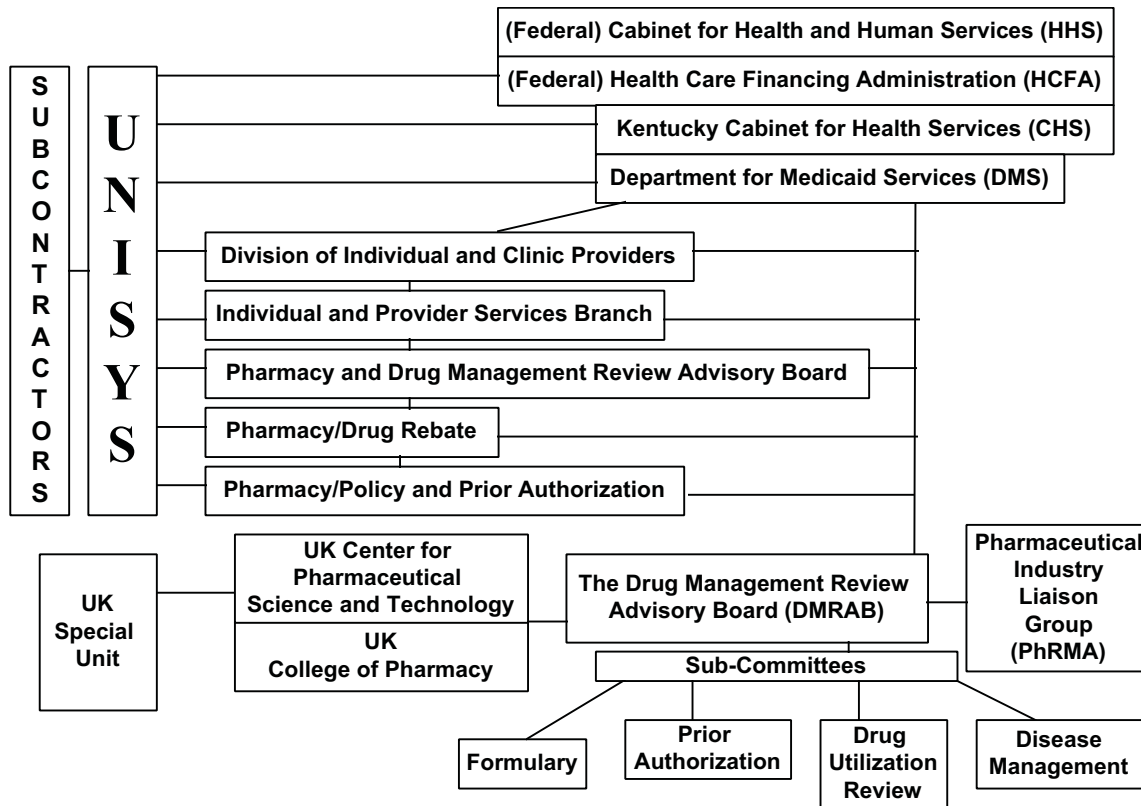 (Federal) Cabinet for Health and Human Services (HHS)
(Federal) Health Care Financing Administration (HCFA)
Kentucky Cabinet for Health Services (CHS)
Department for Medicaid Services (DMS)
SUBCONTRACTORS
UNISYS
Division of Individual and Clinic Providers
Individual and Provider Services Branch
Pharmacy and Drug Management Review Advisory Board
Pharmacy/Drug Rebate
Pharmacy/Policy and Prior Authorization
UK
Special
Unit
UK Center for
Pharmaceutical
Science and Technology
UK
College of Pharmacy
The Drug Management Review
Advisory Board (DMRAB)
Pharmaceutical
Industry
Liaison
Group
(PhRMA)
Sub-Committees
Formulary
Prior
Authorization
Drug
Utilization
Review
Disease
Management